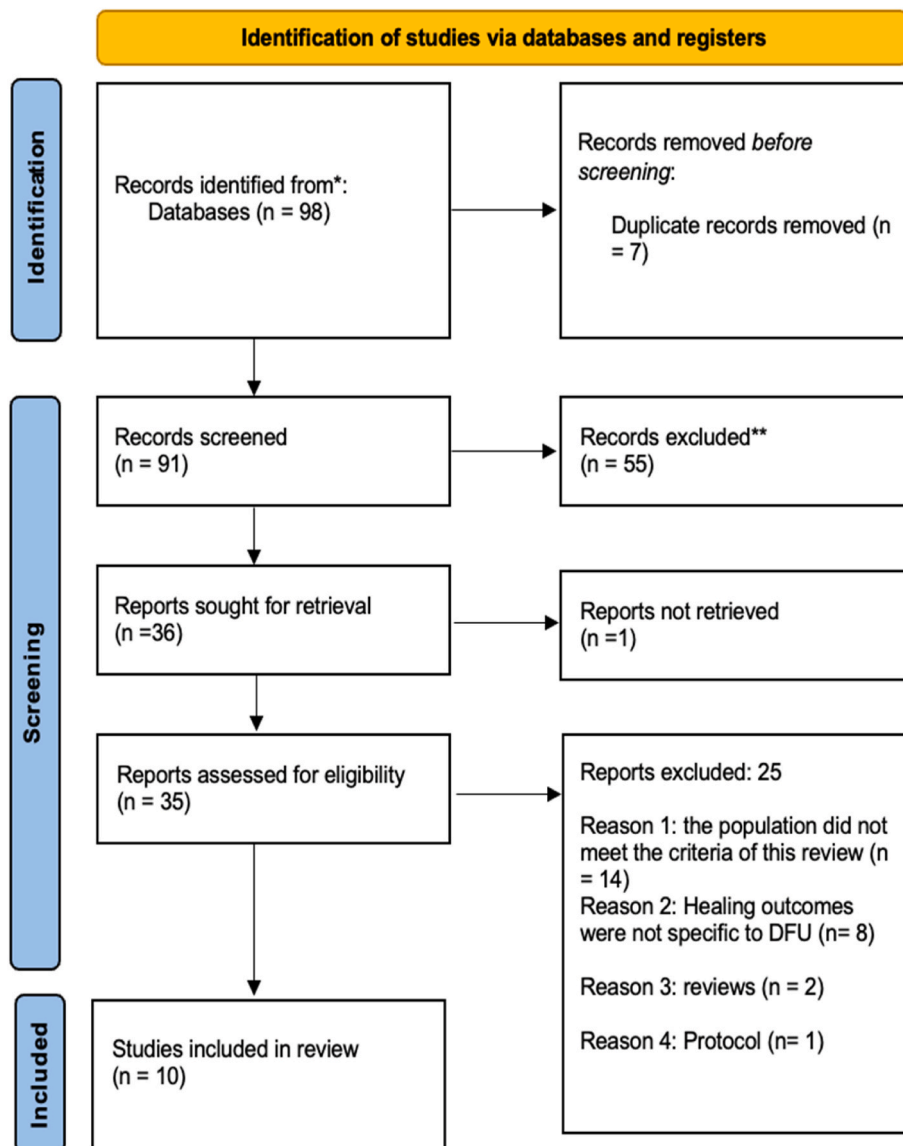 Identification of studies via databases and registers
Identification
Records identified from*:
Databases (n = 98)
Records removed before
screening:
Duplicate records removed (n
= 7)
Screening
Records screened
(n = 91)
Records excluded**
(n = 55)
Reports sought for retrieval
(n =36)
Reports not retrieved
(n =1)
Reports assessed for eligibility
(n = 35)
Reports excluded: 25
Reason 1: the population did not
meet the criteria of this review (n
= 14)
Reason 2: Healing outcomes
were not specific to DFU (n= 8)
Reason 3: reviews (n = 2)
Reason 4: Protocol (n= 1)
Included
Studies included in review
(n = 10)